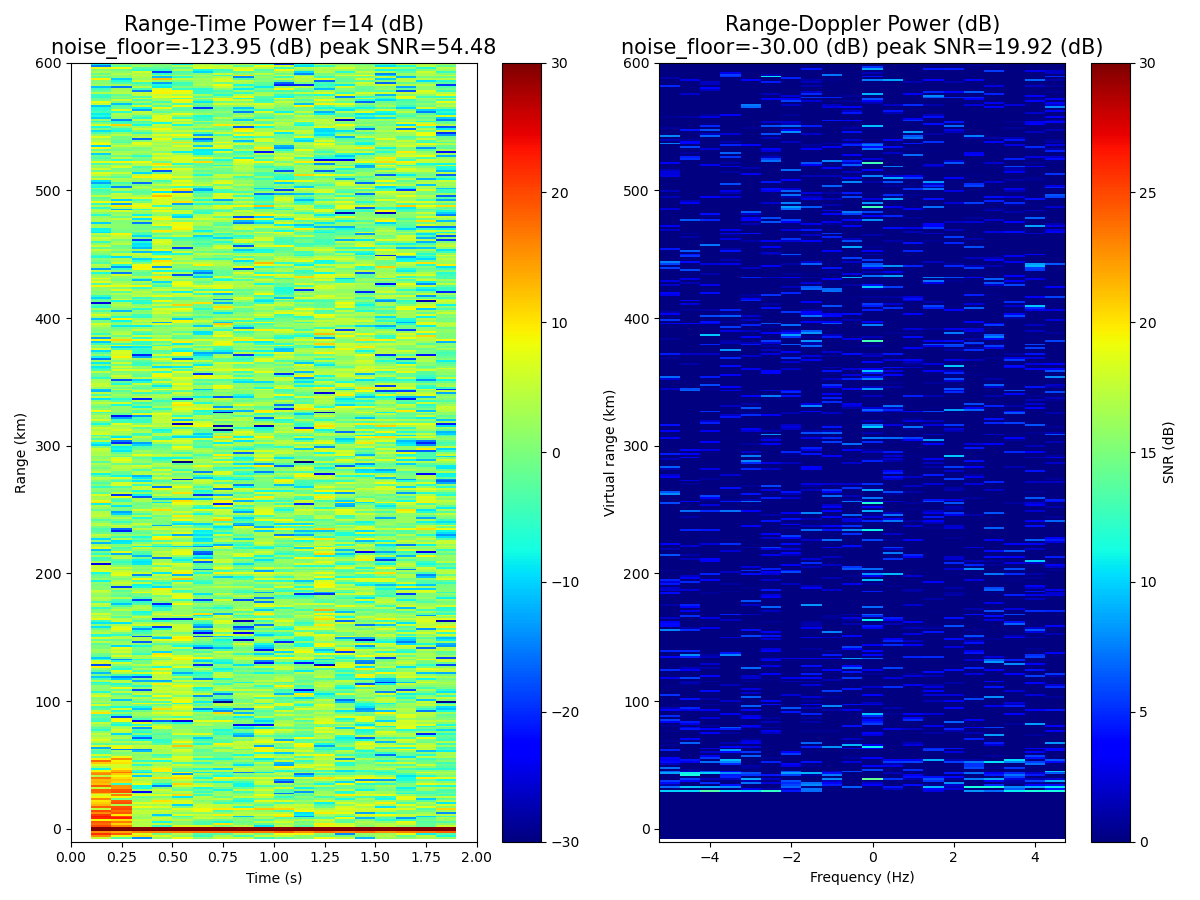 Range-Time Power f=14 (dB)
noise_floor=-123.95 (dB) peak SNR=54.48
Range-Doppler Power (dB)
noise_floor=-30.00 (dB) peak SNR=19.92 (dB)
600
500
400
300
200
100
0
Range (km)
0.00 0.25 0.50 0.75 1.00 1.25 1.50 1.75 2.00
Time (s)
30
20
10
0
−10
−20
−30
600
500
400
300
200
100
0
Virtual range (km)
−4 −2 0 2 4
Frequency (Hz)
30
25
20
15
10
5
0
SNR (dB)